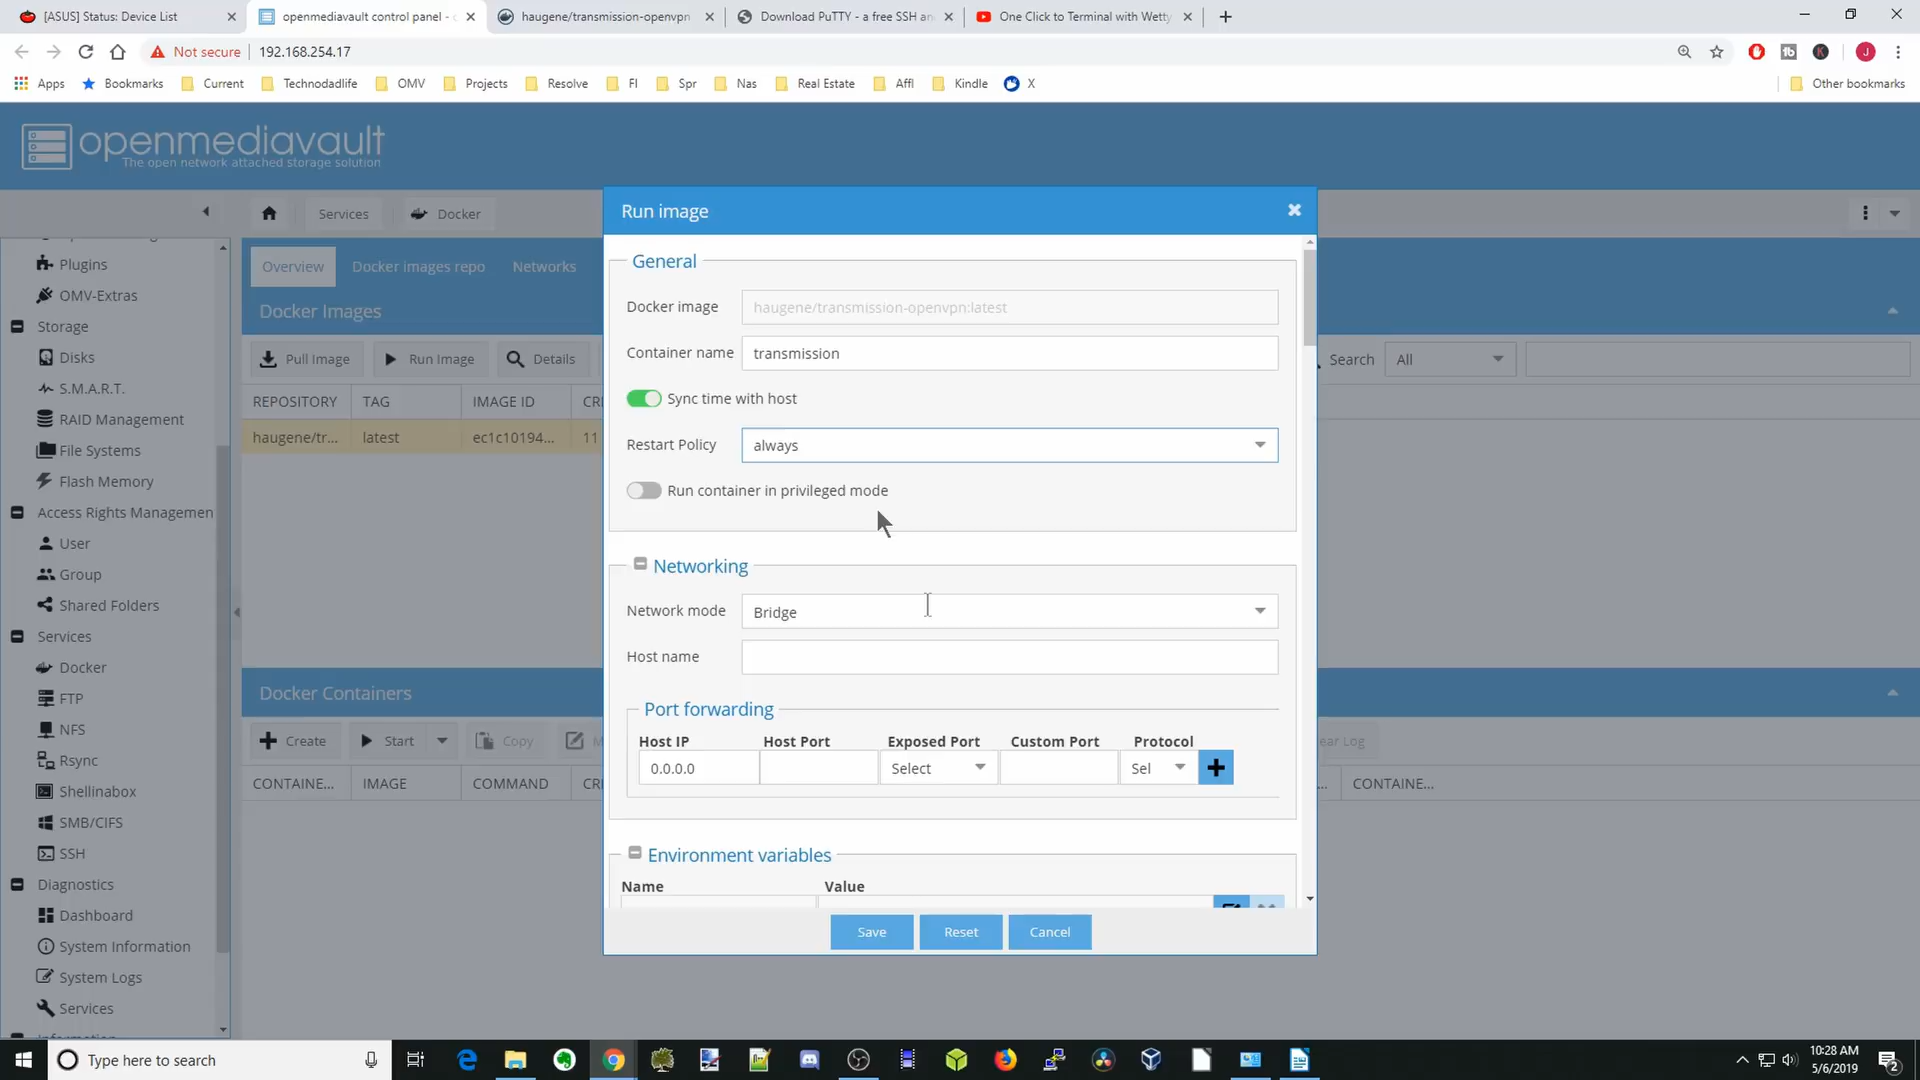 [ASUS] Status: Device List
openmediavault control panel -
haugene/transmission-openvpn
Download PuTTY - a free SSH an
One Click to Terminal with Wetty
Not secure
192.168.254.17
Apps
Bookmarks
Current
Technodadlife
OMV
Projects
Resolve
FI
Spr
Nas
Real Estate
Affl
Kindle
X
Other bookmarks
openmediavault
The open network attached storage solution
Services
Docker
Plugins
OMV-Extras
Storage
Disks
S.M.A.R.T.
RAID Management
File Systems
Flash Memory
Access Rights Managemen
User
Group
Shared Folders
Services
Docker
FTP
NFS
Rsync
Shellinabox
SMB/CIFS
SSH
Diagnostics
Dashboard
System Information
System Logs
Services
Overview
Docker images repo
Networks
Docker Images
Pull Image
Run Image
Details
Search
All
REPOSITORY
TAG
IMAGE ID
haugene/tr...
latest
ec1c10194...
11
Docker Containers
Create
Start
Copy
ear Log
CONTAINE...
IMAGE
COMMAND
CONTAINE...
Run image
General
Docker image
haugene/transmission-openvpn:latest
Container name
transmission
Sync time with host
Restart Policy
always
Run container in privileged mode
Networking
Network mode
Bridge
Host name
Port forwarding
Host IP
Host Port
Exposed Port
Custom Port
Protocol
0.0.0.0
Select
Sel
Environment variables
Name
Value
Save
Reset
Cancel
Type here to search
10:28 AM
5/6/2019
2